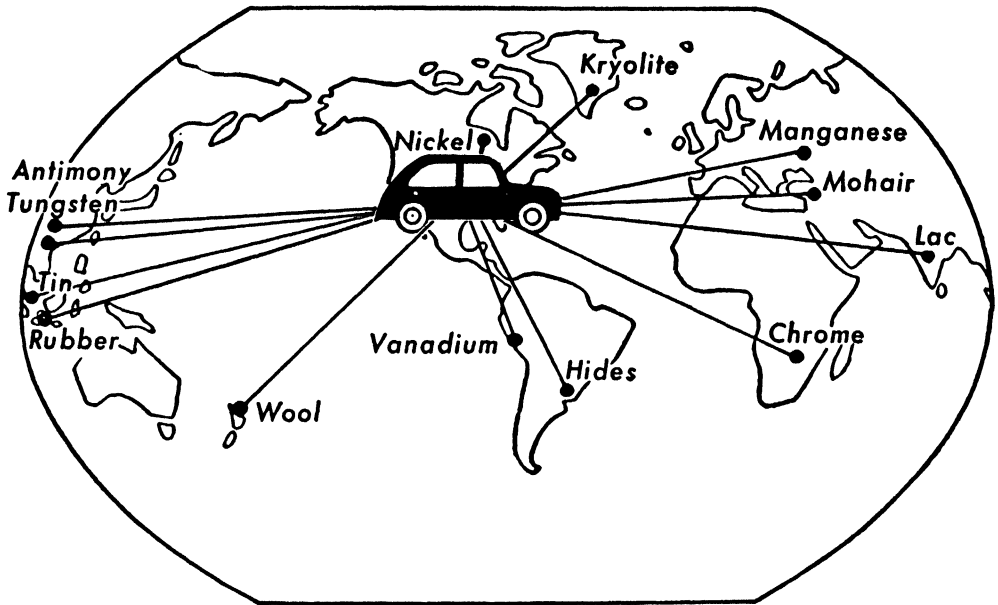 Kryolite
Nickel
Manganese
Antimony
Mohair
Tungsten
Lac
Tin
Rubber
Chrome
Vanadium
Hides
Wool